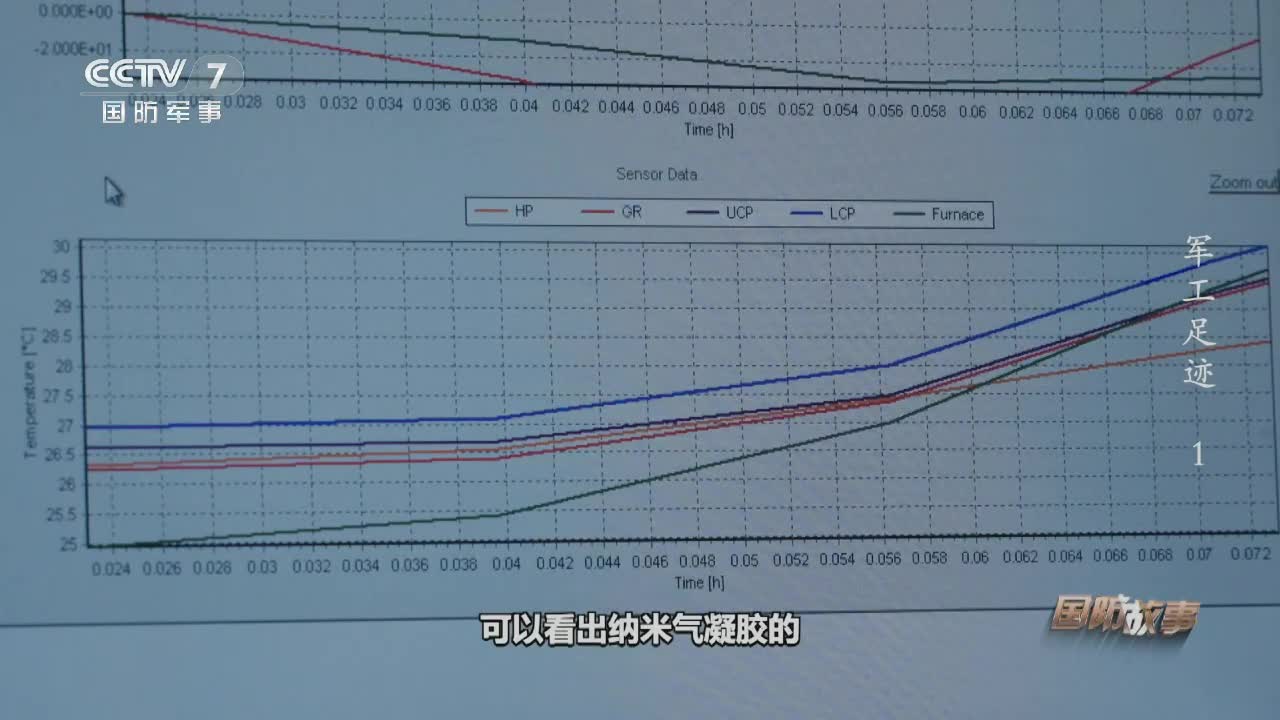 0.000E+00
-2.000E+01
CCTV 7
国防军事
0.028 0.03 0.032 0.034 0.036 0.038 0.04 0.042 0.044 0.046 0.048 0.05 0.052 0.054 0.056 0.058 0.06 0.062 0.064 0.066 0.068 0.07 0.072
Time [h]
Sensor Data
Zoom out
HP GR UCP LCP Furnace
军工足迹 1
Temperature [°C]
30
29.5
29
28.5
28
27.5
27
26.5
26
25.5
25
0.024 0.026 0.028 0.03 0.032 0.034 0.036 0.038 0.04 0.042 0.044 0.046 0.048 0.05 0.052 0.054 0.056 0.058 0.06 0.062 0.064 0.066 0.068 0.07 0.072
Time [h]
国防故事
可以看出纳米气凝胶的